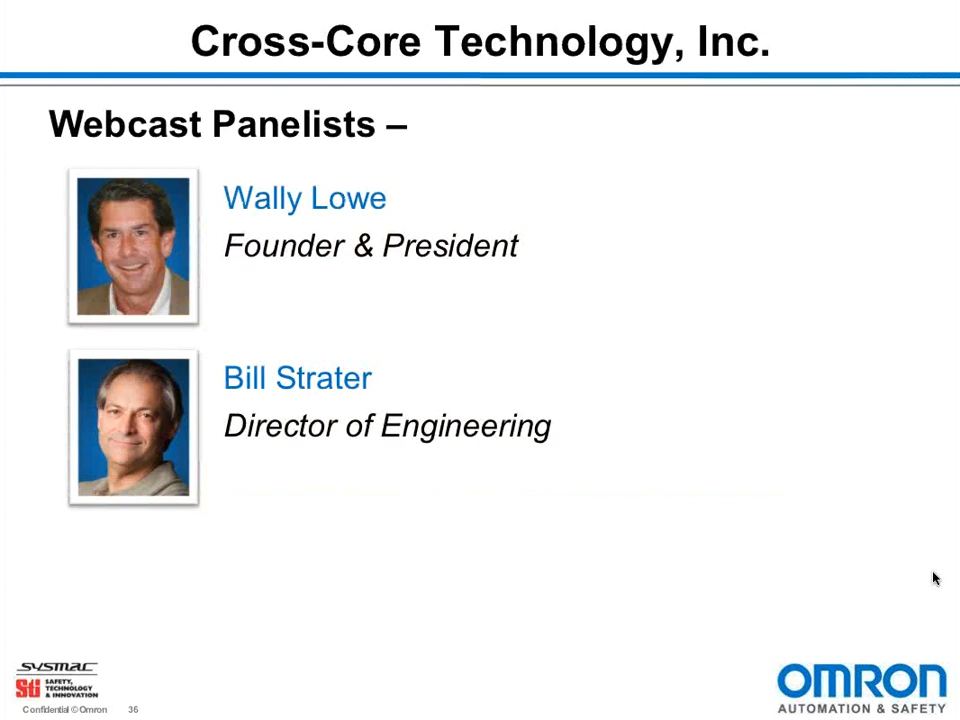 Cross-Core Technology, Inc.
Webcast Panelists –
Wally Lowe
Founder & President
Bill Strater
Director of Engineering
sysmac
Sti SAFETY,
TECHNOLOGY
& INNOVATION
Confidential © Omron 36
OMRON
AUTOMATION & SAFETY